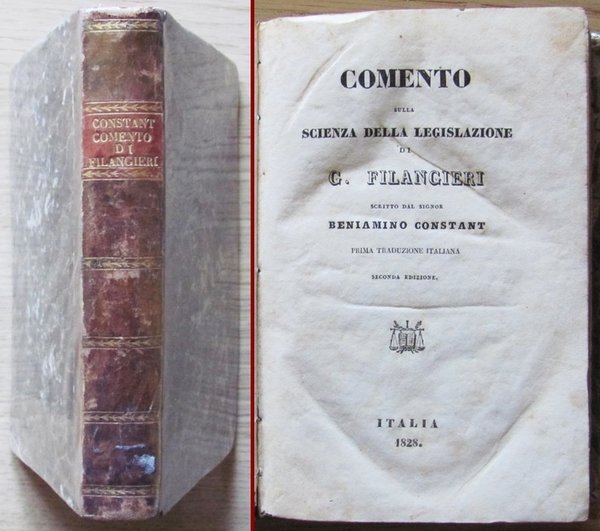 CONSTANT
COMENTO
DI
FILANGIERI
COMENTO
SULLA
SCIENZA DELLA LEGISLAZIONE
DI
G. FILANGIERI
SCRITTO DAL SIGNOR
BENIAMINO CONSTANT
PRIMA TRADUZIONE ITALIANA
SECONDA EDIZIONE.
ITALIA
1828.